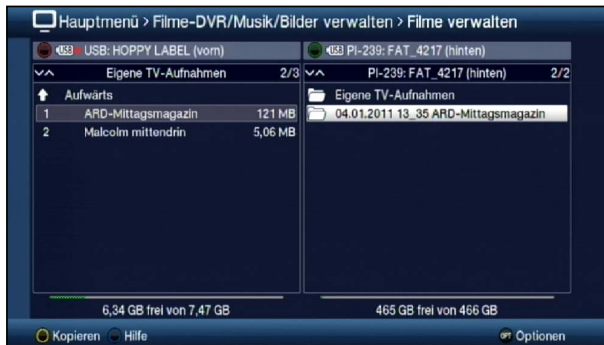 Hauptmenü > Filme-DVR/Musik/Bilder verwalten > Filme verwalten
USB: HOPPY LABEL (vorn)
PI-239: FAT_4217 (hinten)
Eigene TV-Aufnahmen 2/3
PI-239: FAT_4217 (hinten) 2/2
Aufwärts
Eigene TV-Aufnahmen
1 ARD-Mittagsmagazin 121 MB
04.01.2011 13_35 ARD-Mittagsmagazin
2 Malcolm mittendrin 5,06 MB
6,34 GB frei von 7,47 GB
465 GB frei von 466 GB
Kopieren Hilfe
OPT Optionen